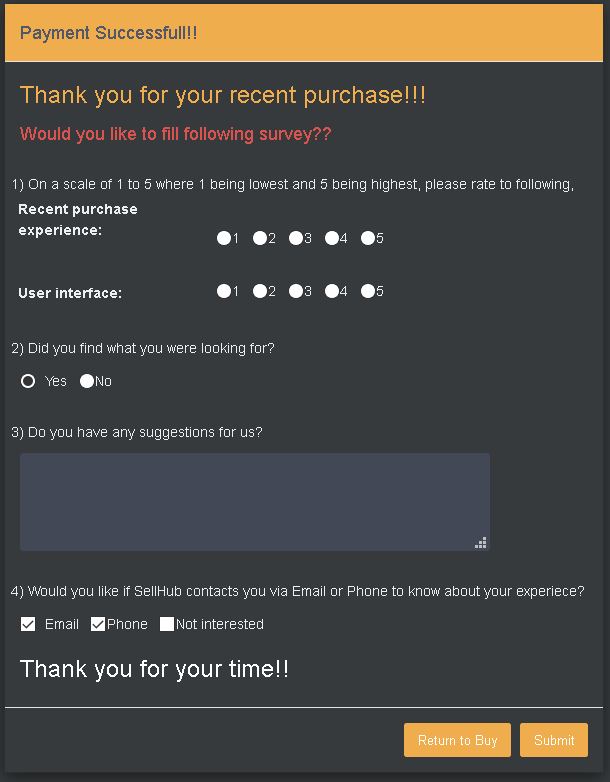 Payment Successfull!!
Thank you for your recent purchase!!!
Would you like to fill following survey??
1) On a scale of 1 to 5 where 1 being lowest and 5 being highest, please rate to following,
Recent purchase
experience:
1 2 3 4 5
User interface:
1 2 3 4 5
2) Did you find what you were looking for?
Yes No
3) Do you have any suggestions for us?
4) Would you like if SellHub contacts you via Email or Phone to know about your experiece?
Email Phone Not interested
Thank you for your time!!
Return to Buy Submit